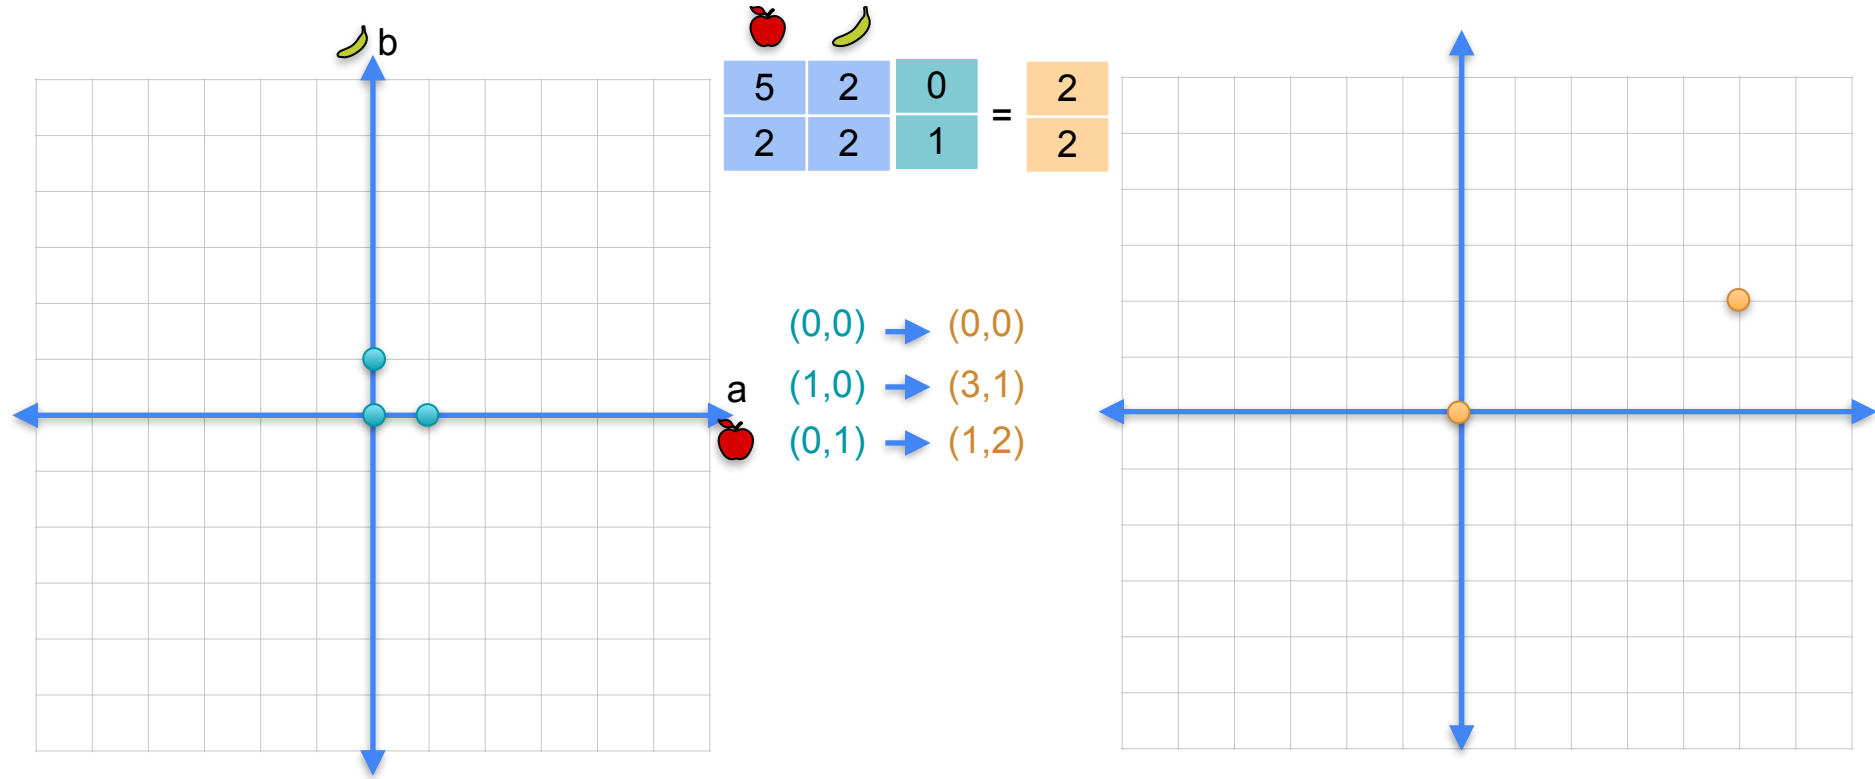 b
5 2 0 = 2
2 2 1 2
(0,0) (0,0)
(1,0) (3,1)
a
(0,1) (1,2)